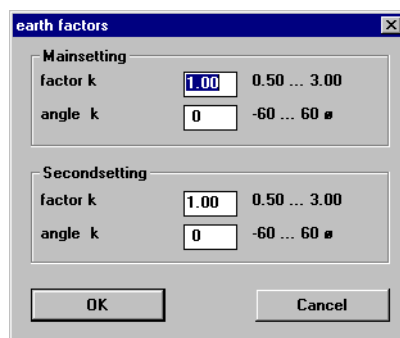 earth factors
Mainsetting
factor k 1.00 0.50 ... 3.00
angle k 0 -60 ... 60 ø
Secondsetting
factor k 1.00 0.50 ... 3.00
angle k 0 -60 ... 60 ø
OK Cancel